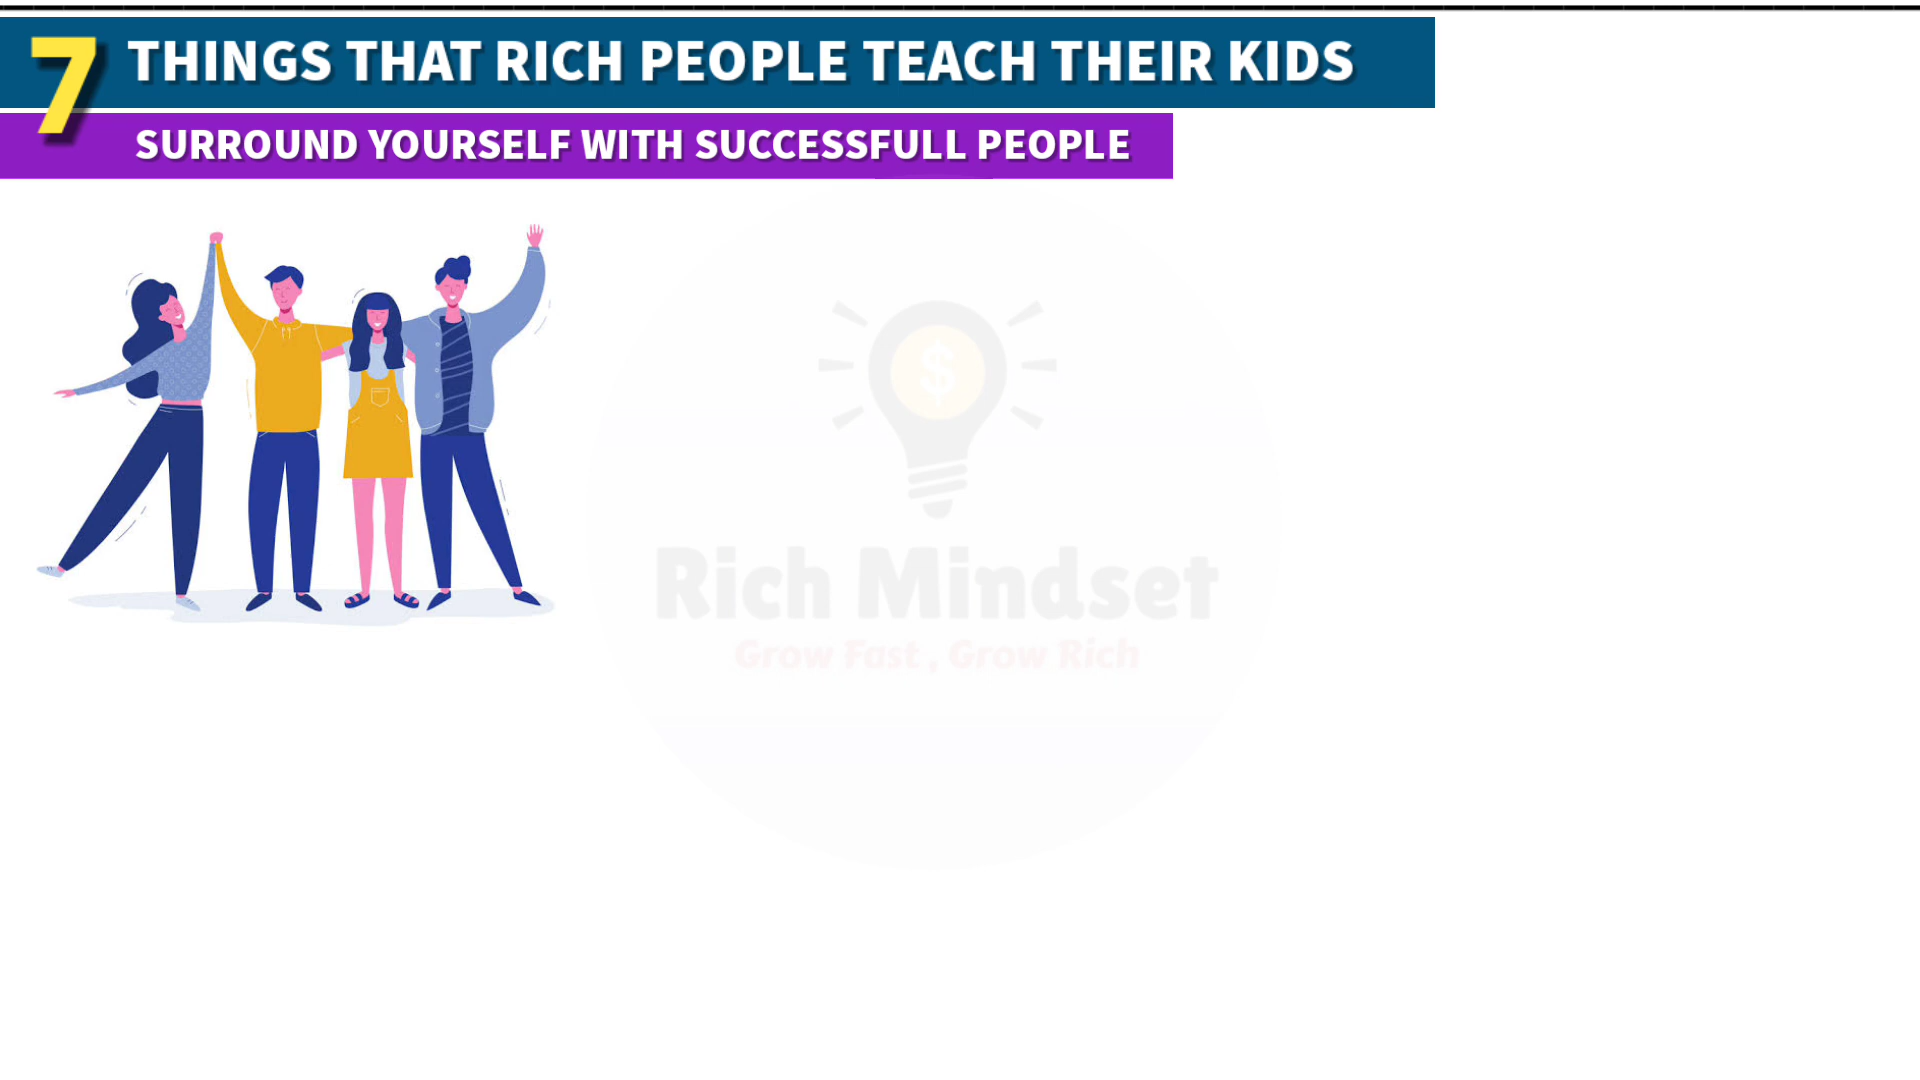 7 THINGS THAT RICH PEOPLE TEACH THEIR KIDS
SURROUND YOURSELF WITH SUCCESSFULL PEOPLE
$
Rich Mindset
Grow Fast , Grow Rich